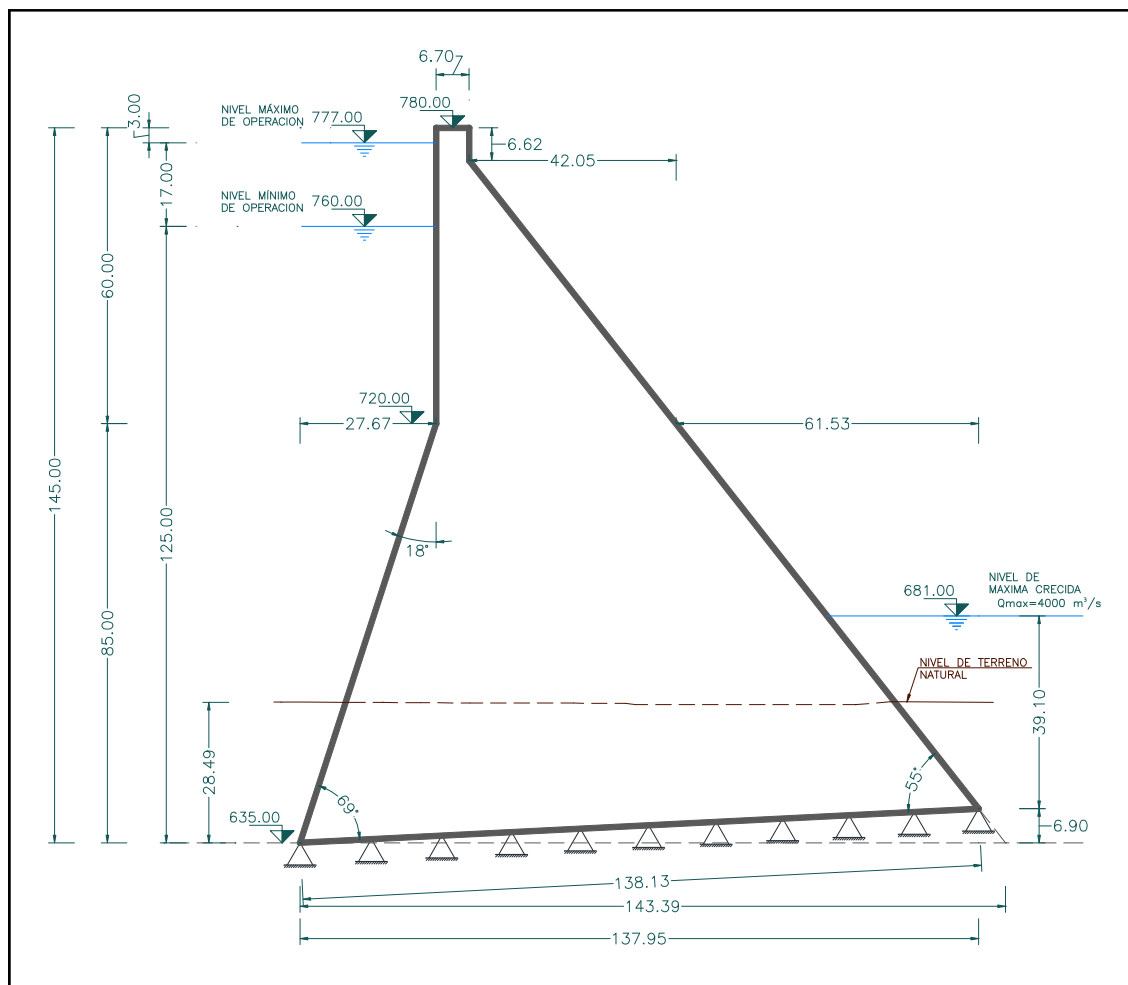 6.70
3.00
NIVEL MÁXIMO
DE OPERACION
777.00
780.00
6.62
42.05
17.00
NIVEL MÍNIMO
DE OPERACION
760.00
60.00
720.00
27.67
61.53
145.00
125.00
18°
85.00
681.00
NIVEL DE
MAXIMA CRECIDA
Qmax=4000 m³/s
NIVEL DE TERRENO
NATURAL
39.10
28.49
69°
55°
635.00
6.90
138.13
143.39
137.95